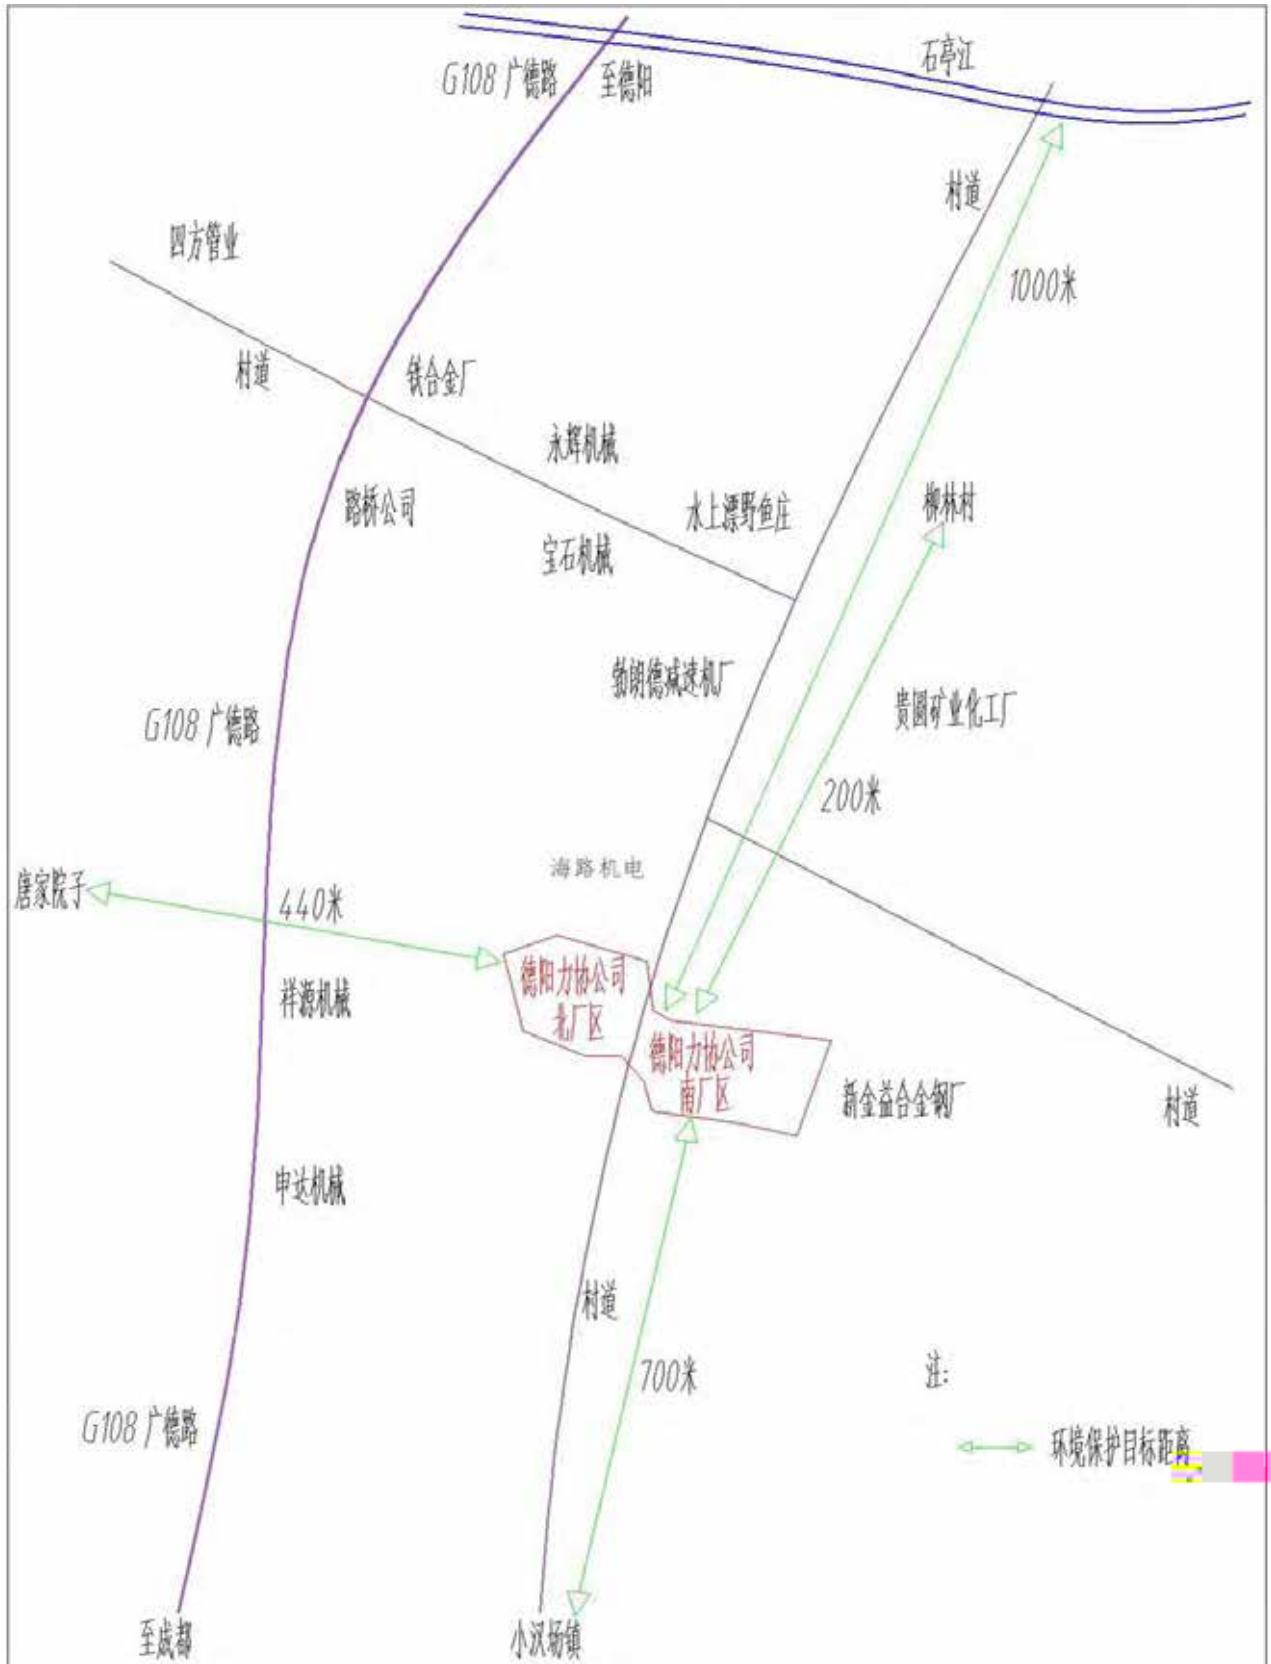 石亭江
G108 广德路
至德阳
村道
四方管业
1000米
村道
铁合金厂
永辉机械
路桥公司
水上漂野鱼庄
柳林村
宝石机械
勃朗德减速机厂
贵圆矿业化工厂
G108 广德路
200米
海路机电
唐家院子
440米
德阳力协公司
北厂区
祥源机械
德阳力协公司
南厂区
新金益合金钢厂
村道
申达机械
村道
700米
注:
G108 广德路
环境保护目标距离
至成都
小汉场镇